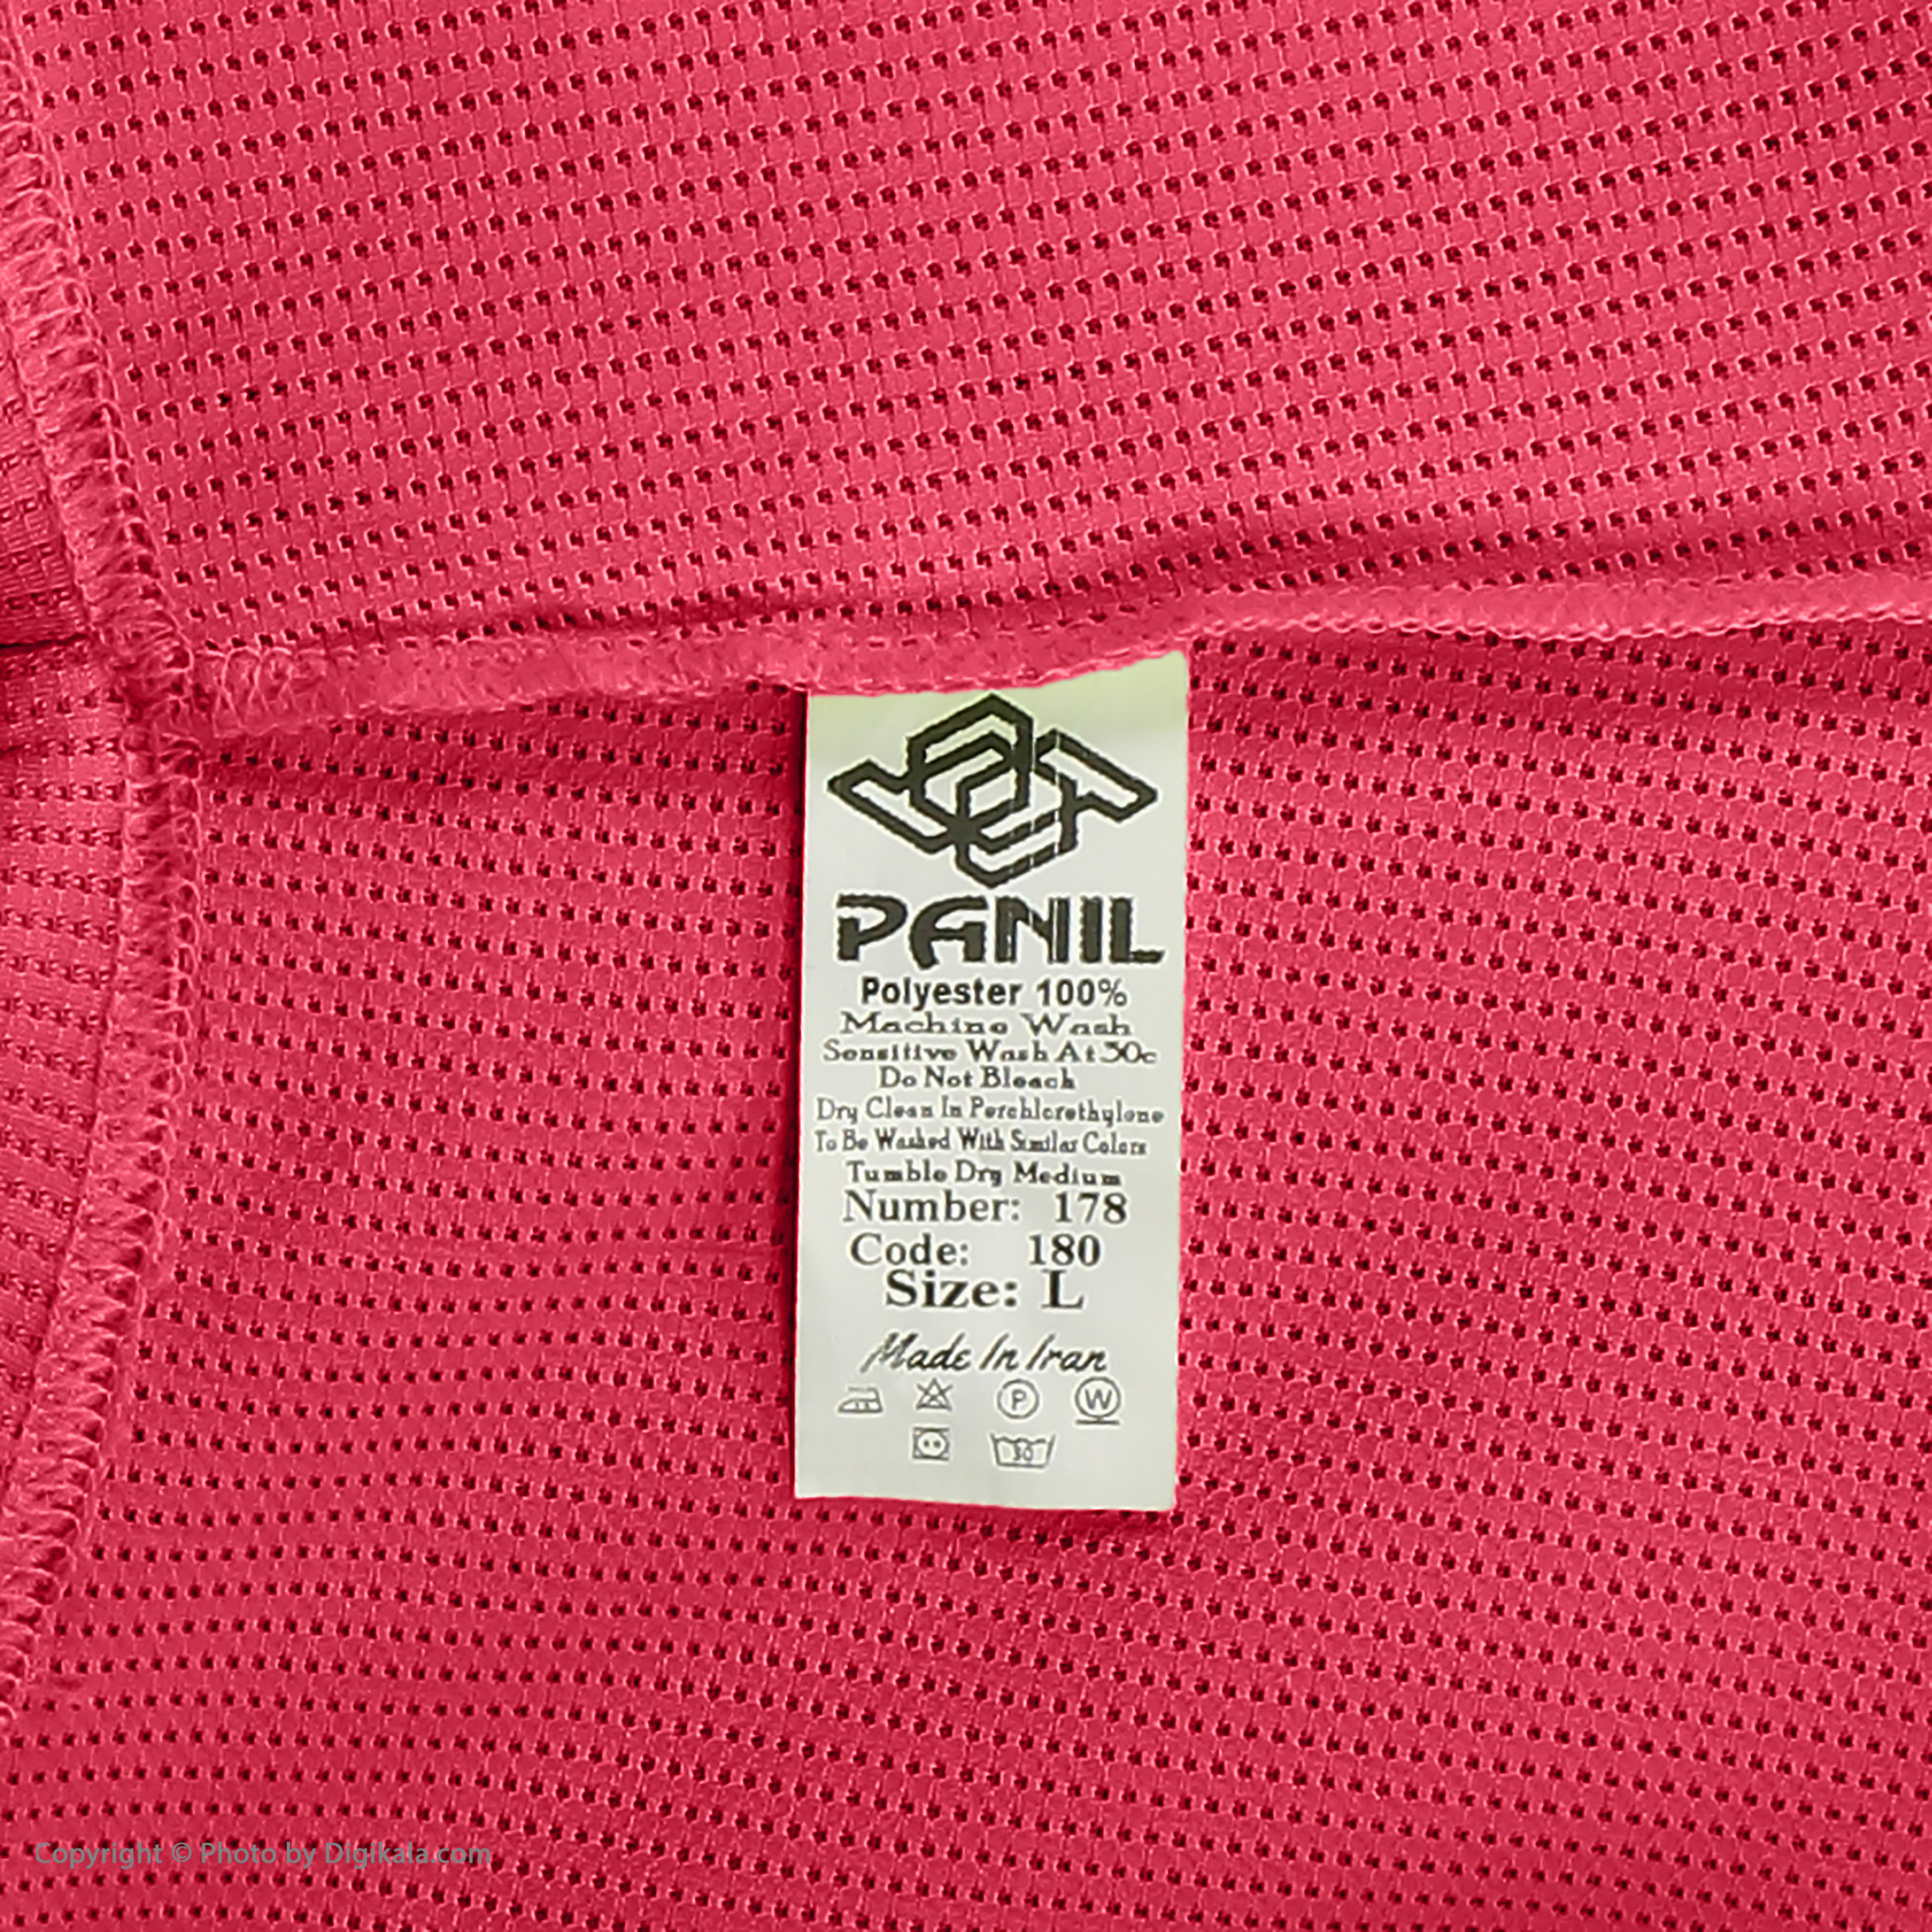 PANIL
Polyester 100%
Machine Wash
Sensitive Wash At 30c
Do Not Bleach
Dry Clean In Perchlorethylene
To Be Washed With Similar Colors
Tumble Dry Medium
Number: 178
Code: 180
Size: L
Made In Iran
P W
30
Copyright © Photo by Digikala.com